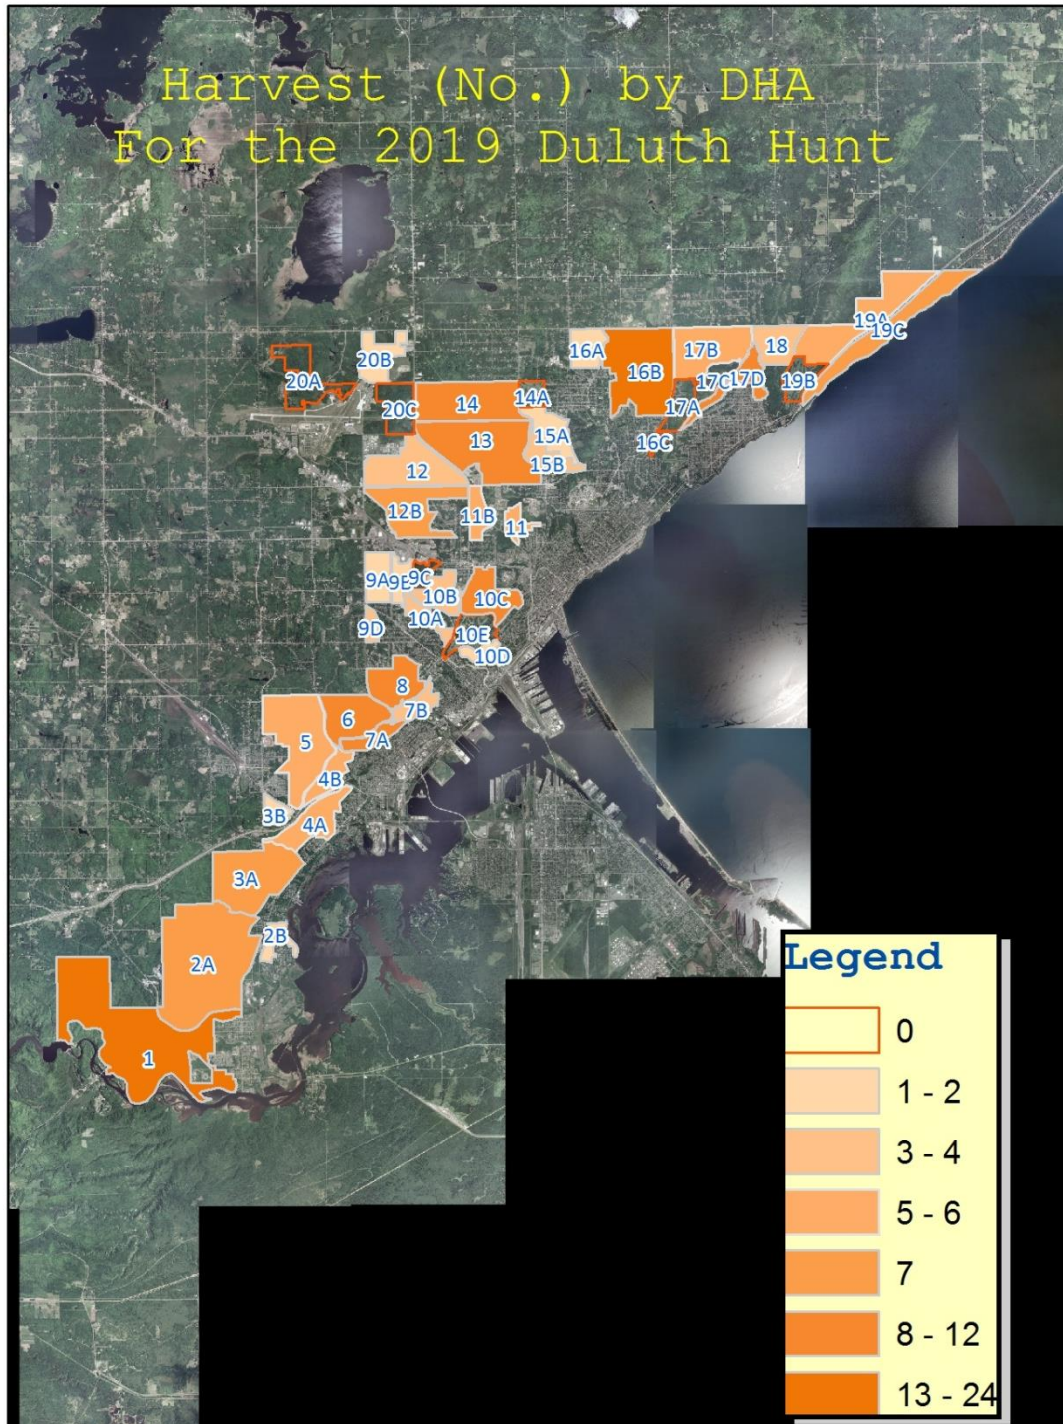 Harvest (No.) by DHA
For the 2019 Duluth Hunt
19A
19C
20B
16A
17B
18
20A
16B
17C
17D
19B
20C
14
14A
17A
13
15A
16C
12
15B
12B
11B
11
9A
9B
9C
10B
10C
10A
9D
10E
10D
8
6
7B
5
7A
4B
3B
4A
3A
2B
2A
1
Legend
0
1 - 2
3 - 4
5 - 6
7
8 - 12
13 - 24